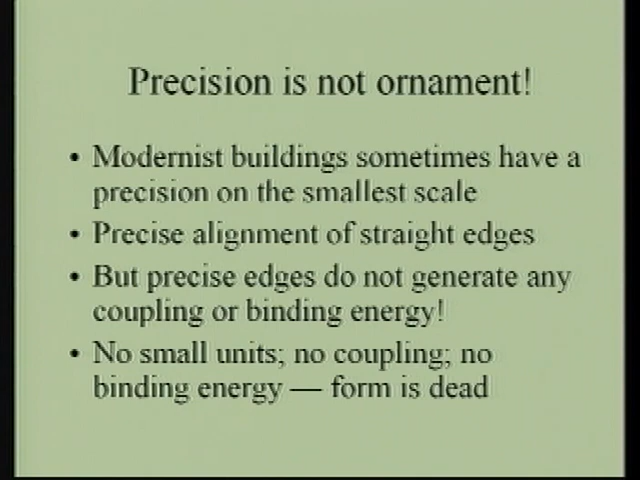 Precision is not ornament!
• Modernist buildings sometimes have a
precision on the smallest scale
• Precise alignment of straight edges
• But precise edges do not generate any
coupling or binding energy!
• No small units; no coupling; no
binding energy — form is dead